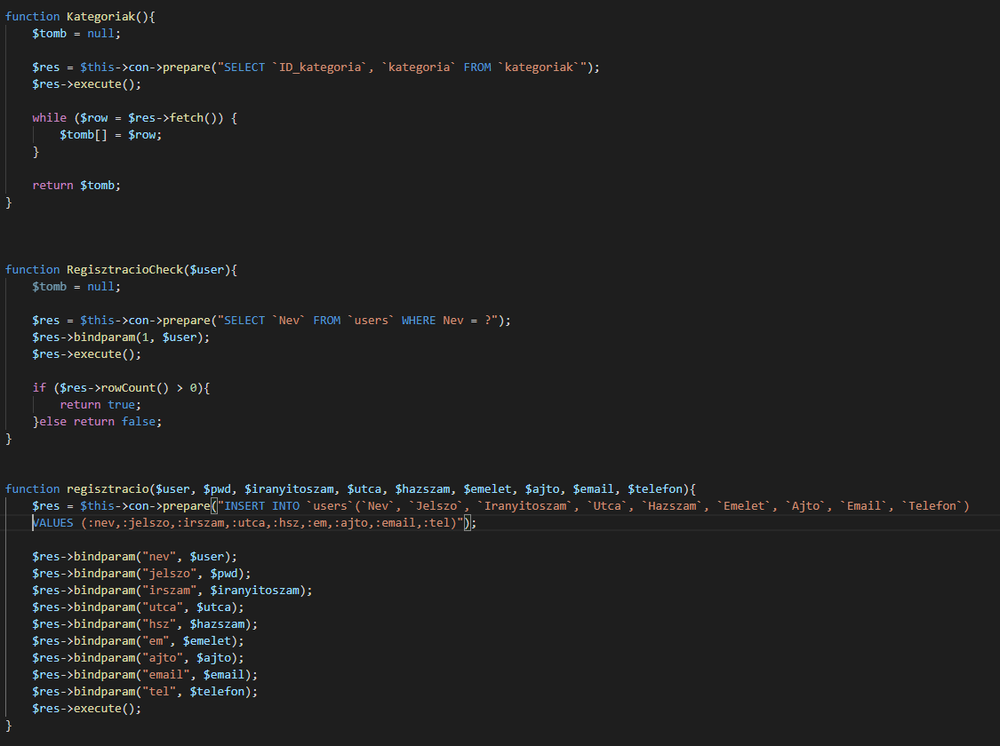 function Kategoriak(){
$tomb = null;
$res = $this->con->prepare("SELECT `ID_kategoria`, `kategoria` FROM `kategoriak`");
$res->execute();
while ($row = $res->fetch()) {
$tomb[] = $row;
}
return $tomb;
}
function RegisztracioCheck($user){
$tomb = null;
$res = $this->con->prepare("SELECT `Nev` FROM `users` WHERE Nev = ?");
$res->bindparam(1, $user);
$res->execute();
if ($res->rowCount() > 0){
return true;
}else return false;
}
function regisztracio($user, $pwd, $iranyitoszam, $utca, $hazszam, $emelet, $ajto, $email, $telefon){
$res = $this->con->prepare("INSERT INTO `users`(`Nev`, `Jelszo`, `Iranyitoszam`, `Utca`, `Hazszam`, `Emelet`, `Ajto`, `Email`, `Telefon`)
VALUES (:nev,:jelszo,:irszam,:utca,:hsz,:em,:ajto,:email,:tel)");
$res->bindparam("nev", $user);
$res->bindparam("jelszo", $pwd);
$res->bindparam("irszam", $iranyitoszam);
$res->bindparam("utca", $utca);
$res->bindparam("hsz", $hazszam);
$res->bindparam("em", $emelet);
$res->bindparam("ajto", $ajto);
$res->bindparam("email", $email);
$res->bindparam("tel", $telefon);
$res->execute();
}